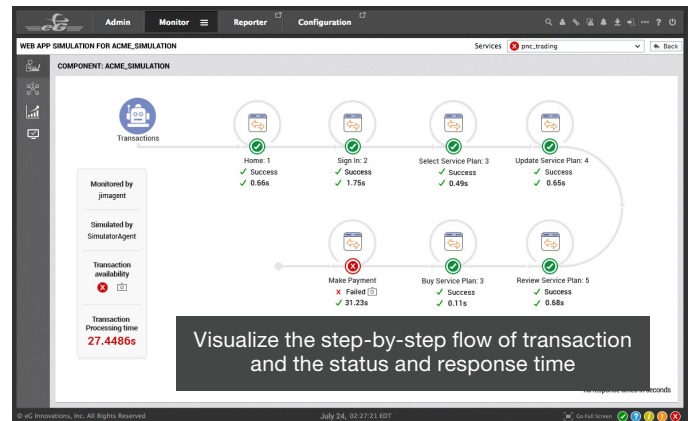 eG
Admin
Monitor
Reporter
Configuration
WEB APP SIMULATION FOR ACME_SIMULATION
Services
pnc_trading
Back
COMPONENT: ACME_SIMULATION
Transactions
Home: 1
Success
0.66s
Sign In: 2
Success
1.75s
Select Service Plan: 3
Success
0.49s
Update Service Plan: 4
Success
0.65s
Monitored by
jimagent
Simulated by
SimulatorAgent
Transaction
availability
Transaction
Processing time
27.4486s
Make Payment
Failed
31.23s
Buy Service Plan: 3
Success
0.11s
Review Service Plan: 5
Success
0.68s
Visualize the step-by-step flow of transaction
and the status and response time
seconds
© eG Innovations, Inc. All Rights Reserved
July 24, 02:27:21 EDT
Go Full Screen